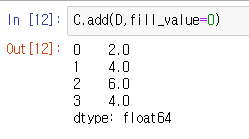 In [12]: C.add(D,fill_value=0)
Out[12]: 0    2.0
1    4.0
2    6.0
3    4.0
dtype: float64